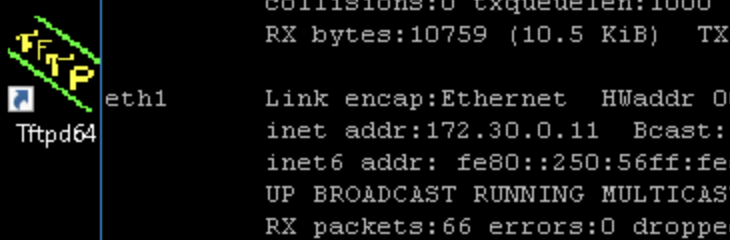 collisions:0 txqueuelen:1000
RX bytes:10759 (10.5 KiB) TX
TFTP
Tftpd64
eth1 Link encap:Ethernet HWaddr 0
inet addr:172.30.0.11 Bcast:
inet6 addr: fe80::250:56ff:fe
UP BROADCAST RUNNING MULTICAS
RX packets:66 errors:0 droppe